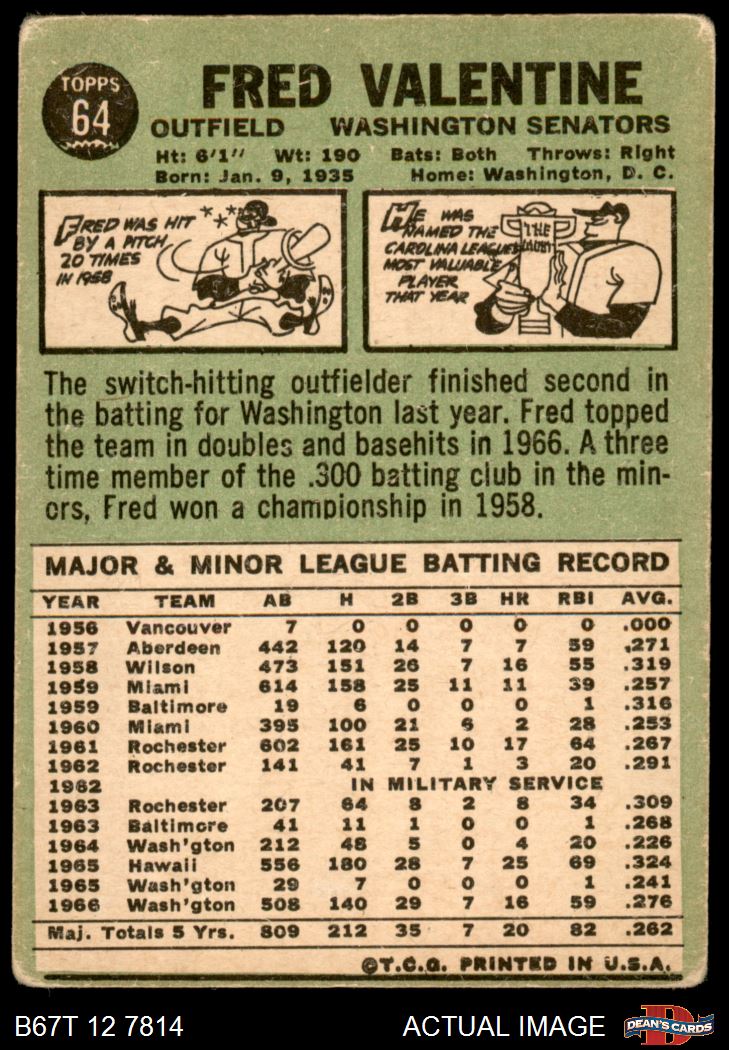 TOPPS
64
FRED VALENTINE
OUTFIELD WASHINGTON SENATORS
Ht: 6'1" Wt: 190 Bats: Both Throws: Right
Born: Jan. 9, 1935 Home: Washington, D. C.
FRED WAS HIT
BY A PITCH
20 TIMES
IN 1958
HE WAS
NAMED THE
CAROLINA LEAGUE'S
MOST VALUABLE
PLAYER
THAT YEAR
THE
The switch-hitting outfielder finished second in
the batting for Washington last year. Fred topped
the team in doubles and basehits in 1966. A three
time member of the .300 batting club in the min-
ors, Fred won a championship in 1958.
MAJOR & MINOR LEAGUE BATTING RECORD
YEAR TEAM AB H 2B 3B HR RBI AVG.
1956 Vancouver 7 0 0 0 0 0 .000
1957 Aberdeen 442 120 14 7 7 59 .271
1958 Wilson 473 151 26 7 16 55 .319
1959 Miami 614 158 25 11 11 39 .257
1959 Baltimore 19 6 0 0 0 1 .316
1960 Miami 395 100 21 6 2 28 .253
1961 Rochester 602 161 25 10 17 64 .267
1962 Rochester 141 41 7 1 3 20 .291
1962 IN MILITARY SERVICE
1963 Rochester 207 64 8 2 8 34 .309
1963 Baltimore 41 11 1 0 0 1 .268
1964 Wash'gton 212 48 5 0 4 20 .226
1965 Hawaii 556 180 28 7 25 69 .324
1965 Wash'gton 29 7 0 0 0 1 .241
1966 Wash'gton 508 140 29 7 16 59 .276
Maj. Totals 5 Yrs. 809 212 35 7 20 82 .262
©T.C.G. PRINTED IN U.S.A.
B67T 12 7814 ACTUAL IMAGE
DEAN'S CARDS